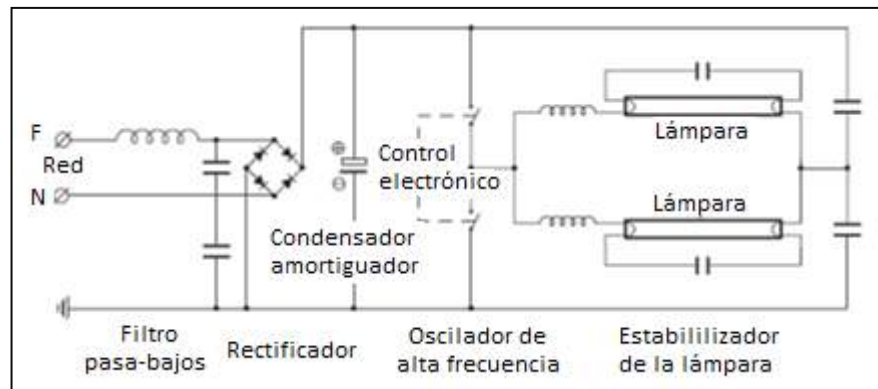 F
Red
N
Control
electrónico
Condensador
amortiguador
Lámpara
Lámpara
Filtro
pasa-bajos
Rectificador
Oscilador de
alta frecuencia
Estabililizador
de la lámpara